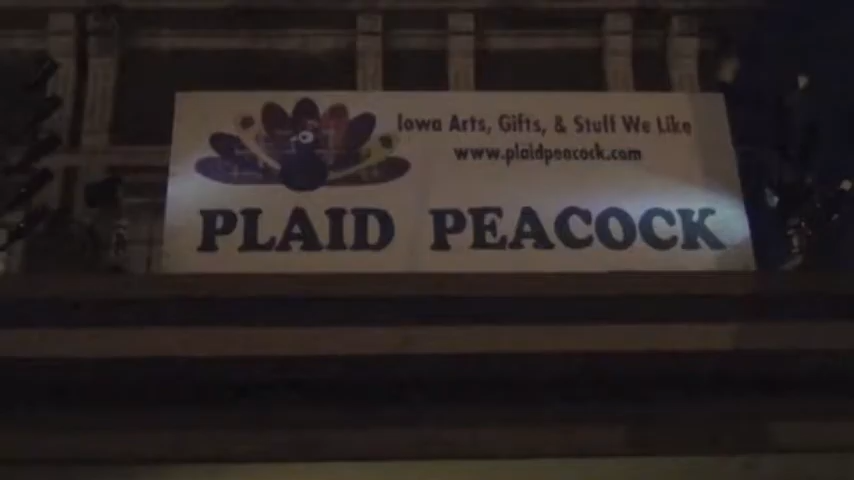 Iowa Arts, Gifts, & Stuff We Like
www.plaidpeacock.com
PLAID PEACOCK